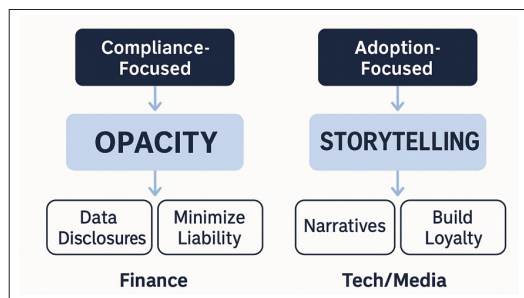 Compliance-
Focused
OPACITY
Data
Disclosures
Minimize
Liability
Finance
Adoption-
Focused
STORYTELLING
Narratives
Build
Loyalty
Tech/Media